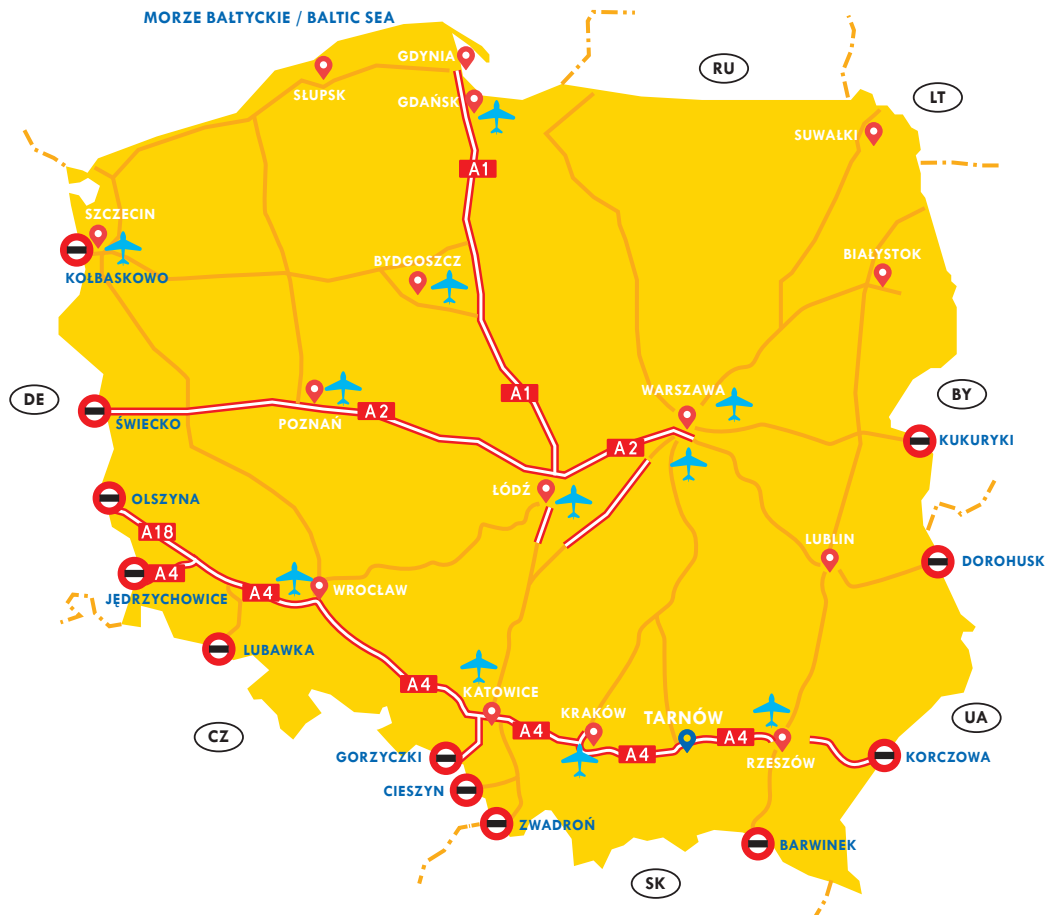 MORZE BAŁTYCKIE / BALTIC SEA
GDYNIA
RU
SŁUPSK
GDAŃSK
LT
SUWAŁKI
A1
SZCZECIN
BIAŁYSTOK
BYDGOSZCZ
KOŁBASKOWO
WARSZAWA
A1
BY
DE
A2
ŚWIECKO
POZNAŃ
KUKURYKI
A2
ŁÓDŹ
OLSZYNA
A18
LUBLIN
DOROHUSK
A4
WROCŁAW
A4
JĘDRZYCHOWICE
LUBAWKA
A4
KATOWICE
KRAKÓW
TARNÓW
UA
CZ
A4
A4
A4
GORZYCZKI
RZESZÓW
KORCZOWA
CIESZYN
ZWADROŃ
BARWINEK
SK